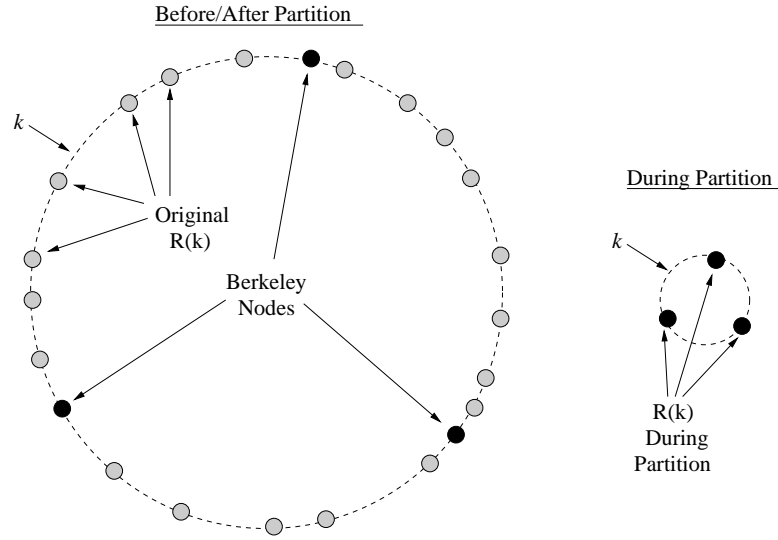 Before/After Partition
k
Original
R(k)
Berkeley
Nodes
During Partition
k
R(k)
During
Partition